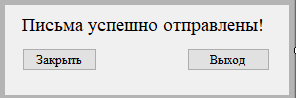 Письма успешно отправлены!
Закрыть
Выход